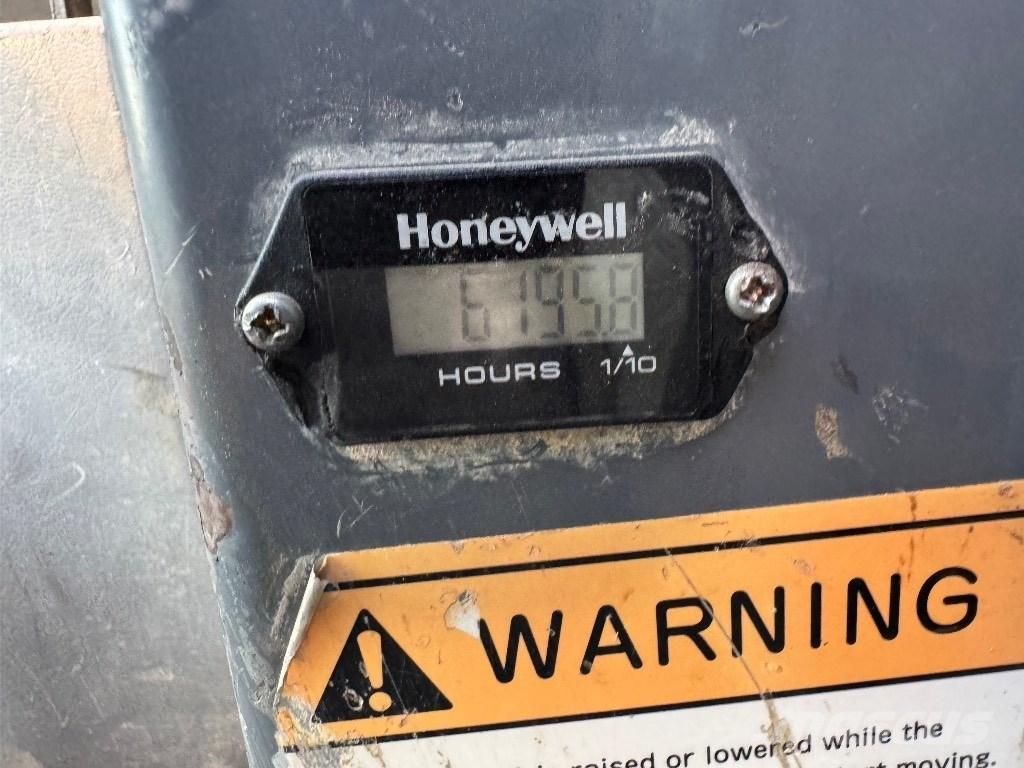 Honeywell
6195.8
HOURS 1/10
WARNING
raised or lowered while the
moving.